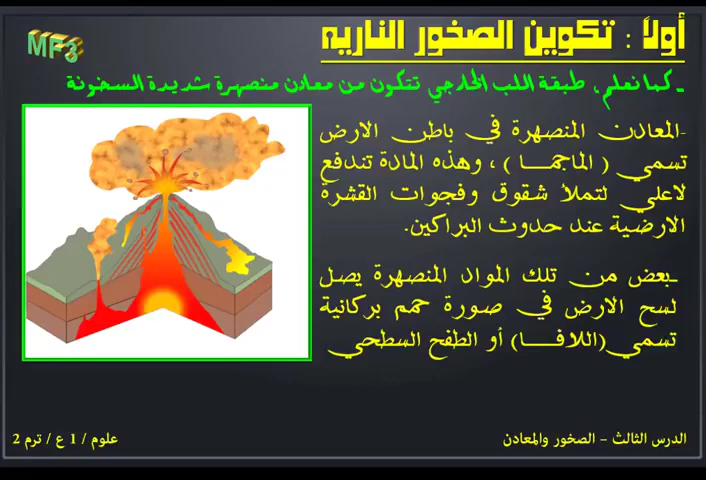 أولاً : تكوين الصخور الناريه
MF3
ـ كما نعلم، طبقة اللب الخارجي تتكون من معادن منصهرة شديدة السخونة
-المعادن المنصهرة في باطن الارض
تسمي ( الماجمـــا ) ، وهذه المادة تندفع
لاعلي لتملأ شقوق وفجوات القشرة
الارضية عند حدوث البراكين.
ـبعض من تلك المواد المنصهرة يصل
لسح الارض في صورة حمم بركانية
تسمي (اللافـــا) أو الطفح السطحي
الدرس الثالث - الصخور والمعادن
علوم / 1 ع / ترم 2